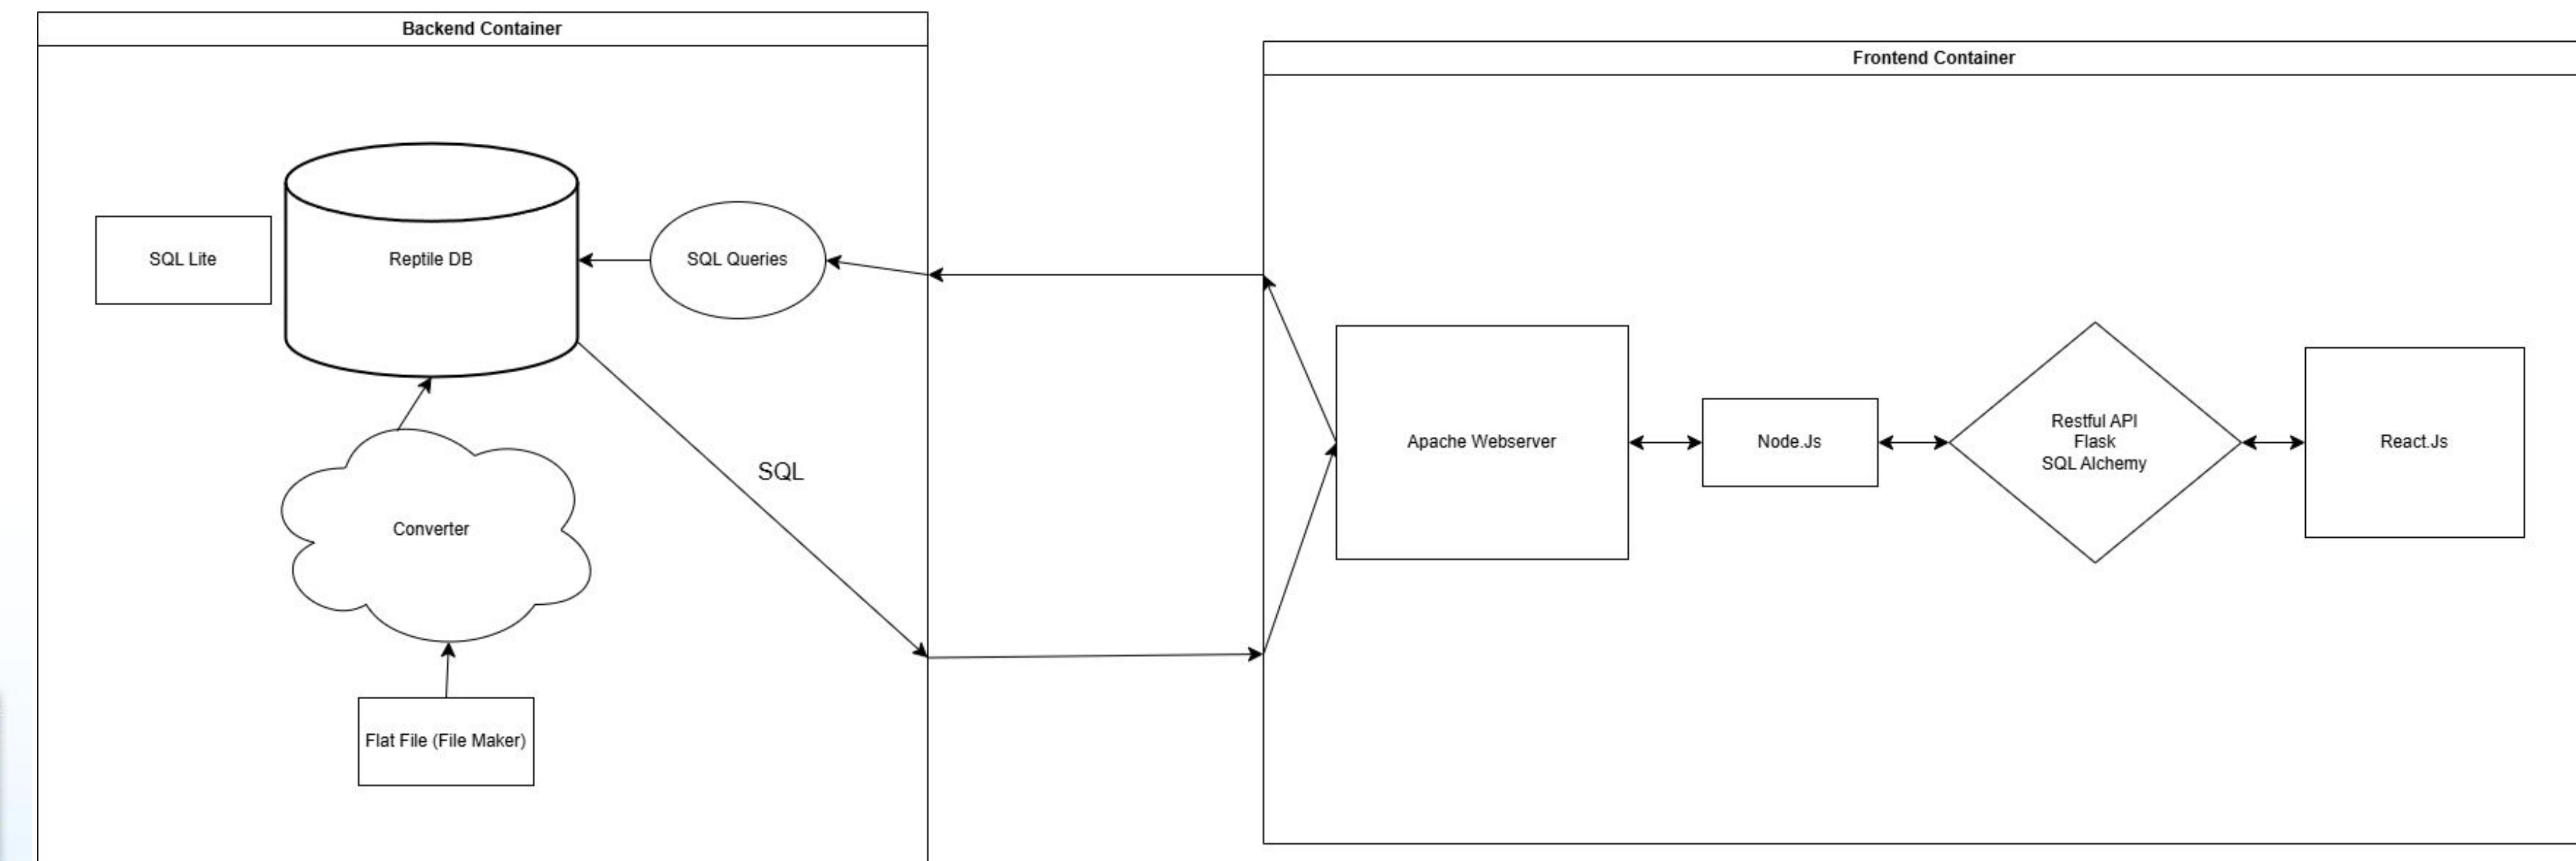 Backend Container
Frontend Container
SQL Lite
Reptile DB
SQL Queries
SQL
Converter
Flat File (File Maker)
Apache Webserver
Node.Js
Restful API
Flask
SQL Alchemy
React.Js